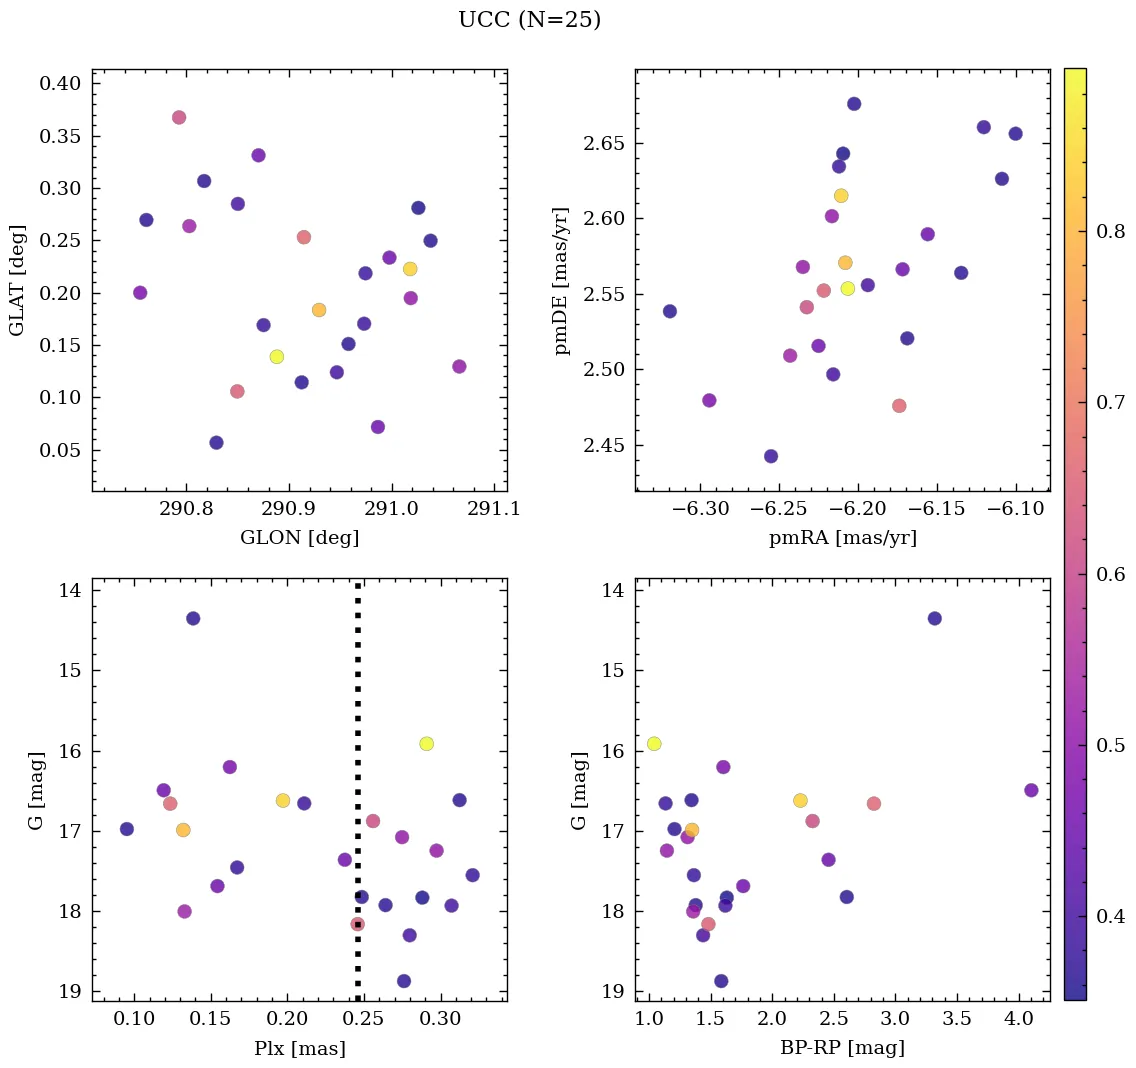 UCC (N=25)
0.40
0.35
0.30
0.25
0.20
0.15
0.10
0.05
GLAT [deg]
290.8 290.9 291.0 291.1
GLON [deg]
2.65
2.60
2.55
2.50
2.45
pmDE [mas/yr]
−6.30 −6.25 −6.20 −6.15 −6.10
pmRA [mas/yr]
0.8
0.7
0.6
0.5
0.4
14
15
16
17
18
19
G [mag]
0.10 0.15 0.20 0.25 0.30
Plx [mas]
14
15
16
17
18
19
G [mag]
1.0 1.5 2.0 2.5 3.0 3.5 4.0
BP-RP [mag]